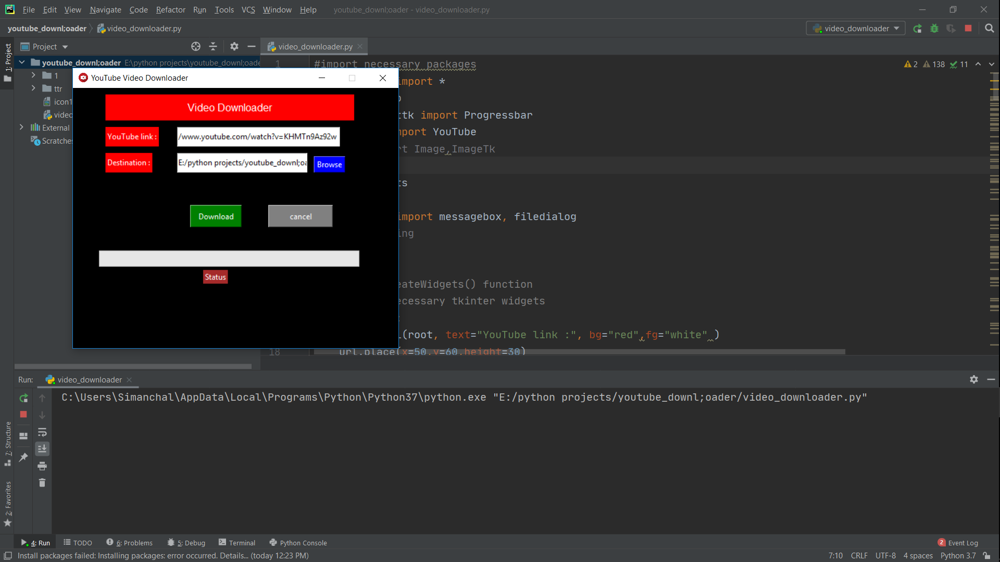 File Edit View Navigate Code Refactor Run Tools VCS Window Help youtube_downl;oader - video_downloader.py
youtube_downl;oader video_downloader.py
video_downloader
1: Project
Project
video_downloader.py
youtube_downl;oader E:\python projects\youtube_downl;oade
1
ttr
icon1
video
External
Scratches
YouTube Video Downloader
Video Downloader
YouTube link :
/www.youtube.com/watch?v=KHMTn9Az92w
Destination :
E:/python projects/youtube_downl;oa
Browse
Download
cancel
Status
1 #import necessary packages
2 138 11
import *
ttk import Progressbar
import YouTube
rt Image,ImageTk
ts
import messagebox, filedialog
ing
eateWidgets() function
ecessary tkinter widgets
:
l(root, text="YouTube link :", bg="red",fg="white" )
18 url.place(x=50,y=60,height=30)
Run: video_downloader
C:\Users\Simanchal\AppData\Local\Programs\Python\Python37\python.exe "E:/python projects/youtube_downl;oader/video_downloader.py"
7: Structure
2: Favorites
4: Run TODO 6: Problems 5: Debug Terminal Python Console 2 Event Log
Install packages failed: Installing packages: error occurred. Details... (today 12:23 PM) 7:10 CRLF UTF-8 4 spaces Python 3.7